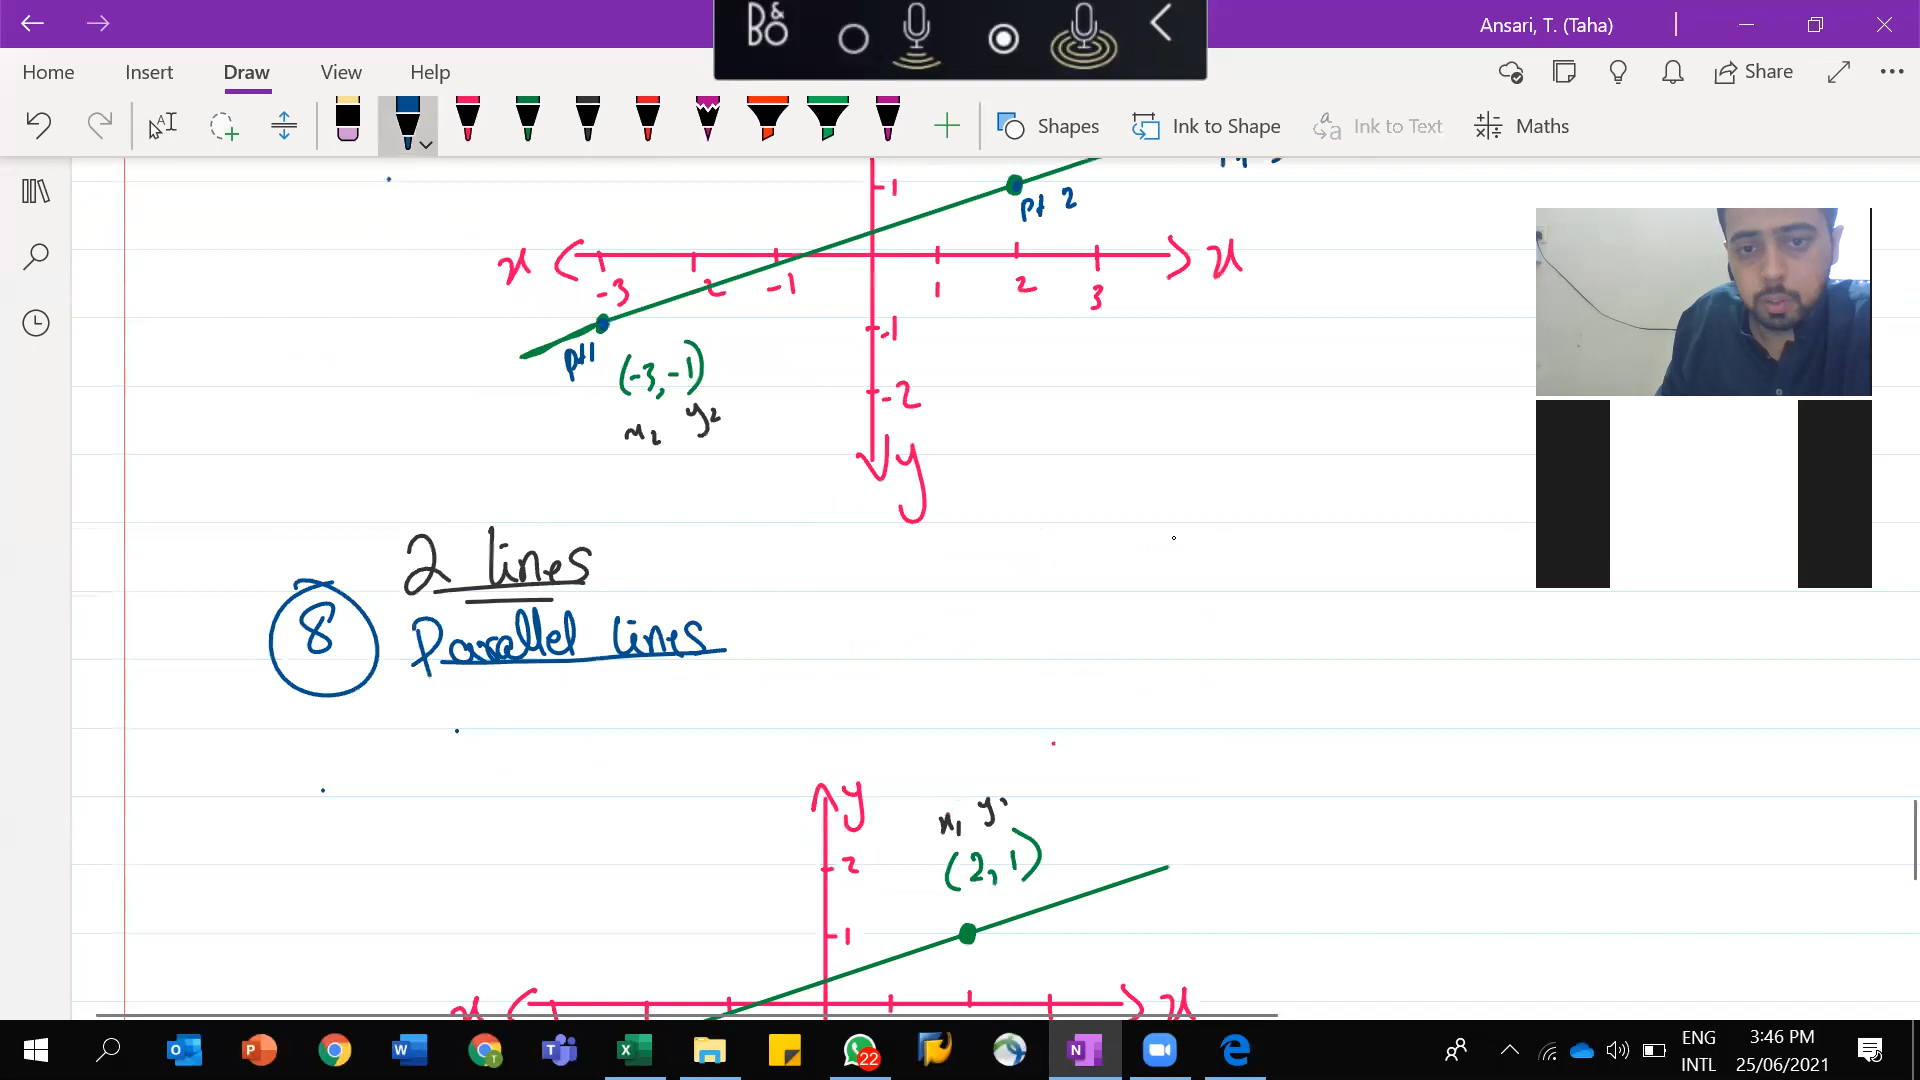 B&O
Ansari, T. (Taha)
Home Insert Draw View Help
Share
Shapes Ink to Shape Ink to Text Maths
1
pt 2
x x
-3 2 -1 1 2 3
-1
pt1
(-3, -1)
x2 y2
-2
y
2 lines
8 Parallel lines
y
x1 y1
(2, 1)
2
1
x x
22
ENG
INTL
3:46 PM
25/06/2021